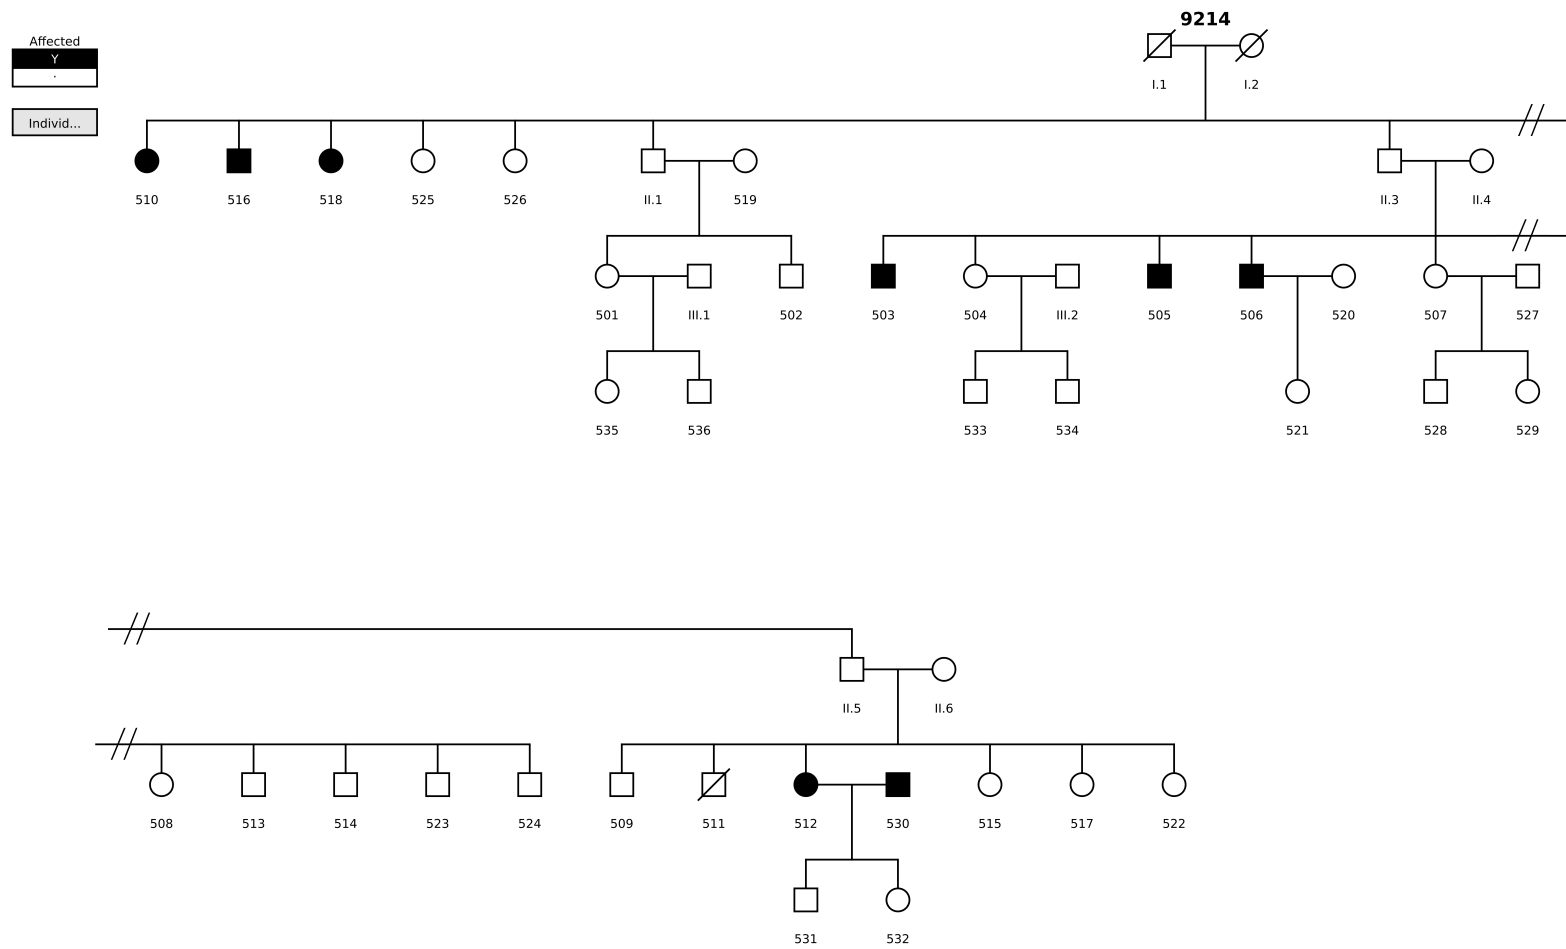 9214
Affected
Y
.
Individ...
I.1 I.2
510 516 518 525 526 II.1 519 II.3 II.4
501 III.1 502 503 504 III.2 505 506 520 507 527
535 536 533 534 521 528 529
II.5 II.6
508 513 514 523 524 509 511 512 530 515 517 522
531 532